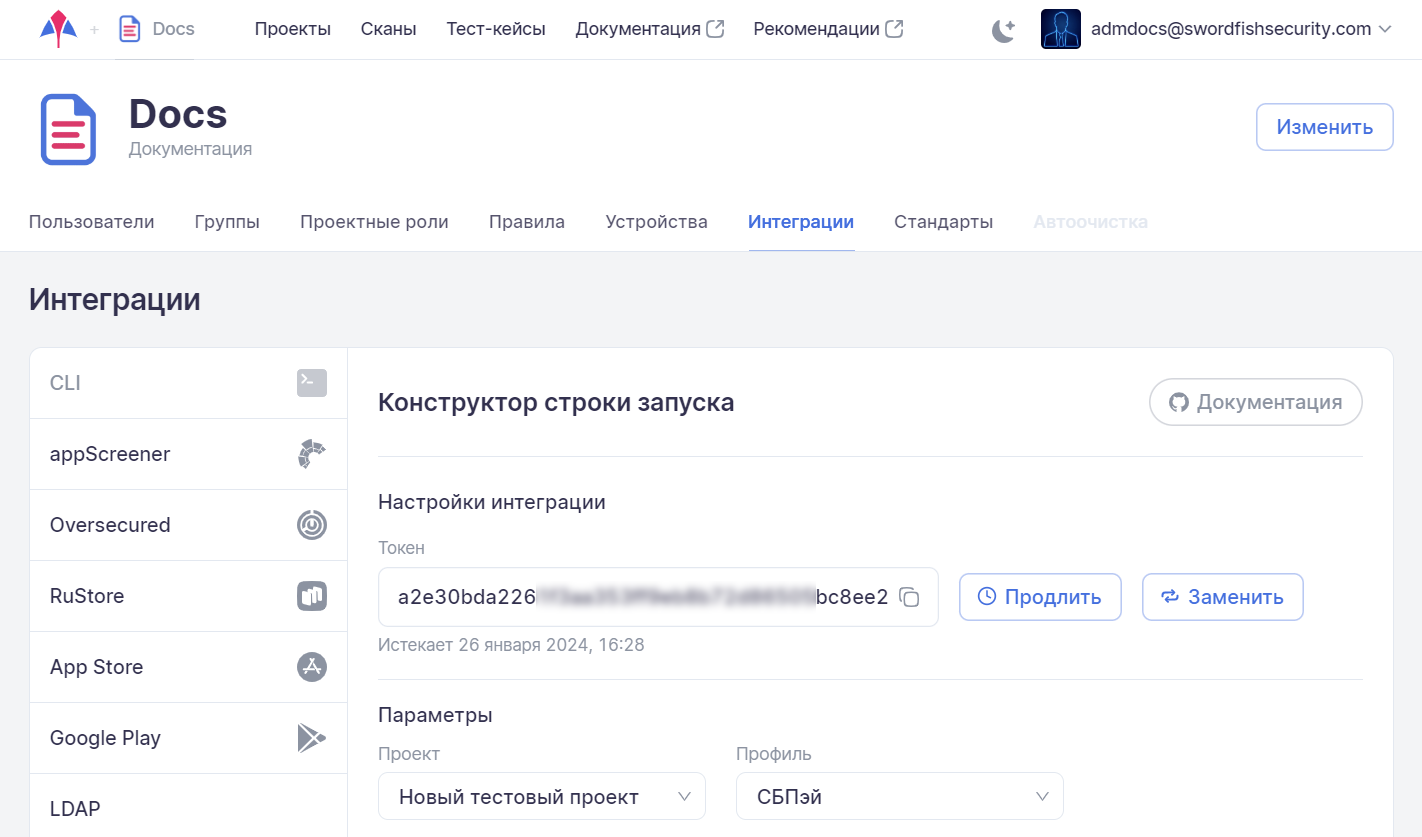 Docs Проекты Сканы Тест-кейсы Документация Рекомендации admdocs@swordfishsecurity.com
Docs
Документация
Изменить
Пользователи Группы Проектные роли Правила Устройства Интеграции Стандарты Автоочистка
Интеграции
CLI
appScreener
Oversecured
RuStore
App Store
Google Play
LDAP
Конструктор строки запуска
Документация
Настройки интеграции
Токен
a2e30bda226 bc8ee2
Продлить
Заменить
Истекает 26 января 2024, 16:28
Параметры
Проект Профиль
Новый тестовый проект СБПэй